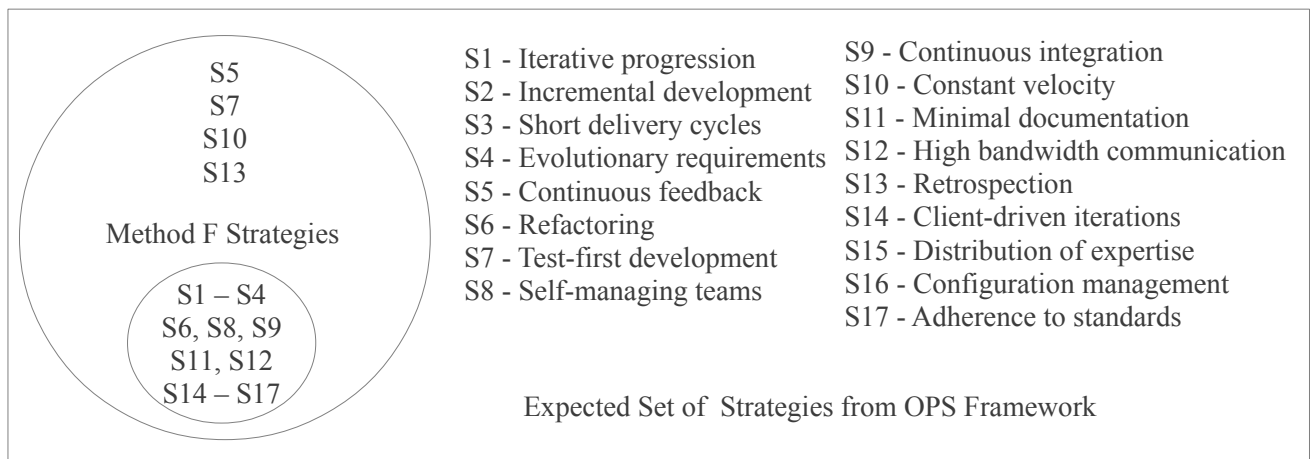 S5
S7
S10
S13
Method F Strategies
S1 – S4
S6, S8, S9
S11, S12
S14 – S17
S1 - Iterative progression
S2 - Incremental development
S3 - Short delivery cycles
S4 - Evolutionary requirements
S5 - Continuous feedback
S6 - Refactoring
S7 - Test-first development
S8 - Self-managing teams
S9 - Continuous integration
S10 - Constant velocity
S11 - Minimal documentation
S12 - High bandwidth communication
S13 - Retrospection
S14 - Client-driven iterations
S15 - Distribution of expertise
S16 - Configuration management
S17 - Adherence to standards
Expected Set of Strategies from OPS Framework